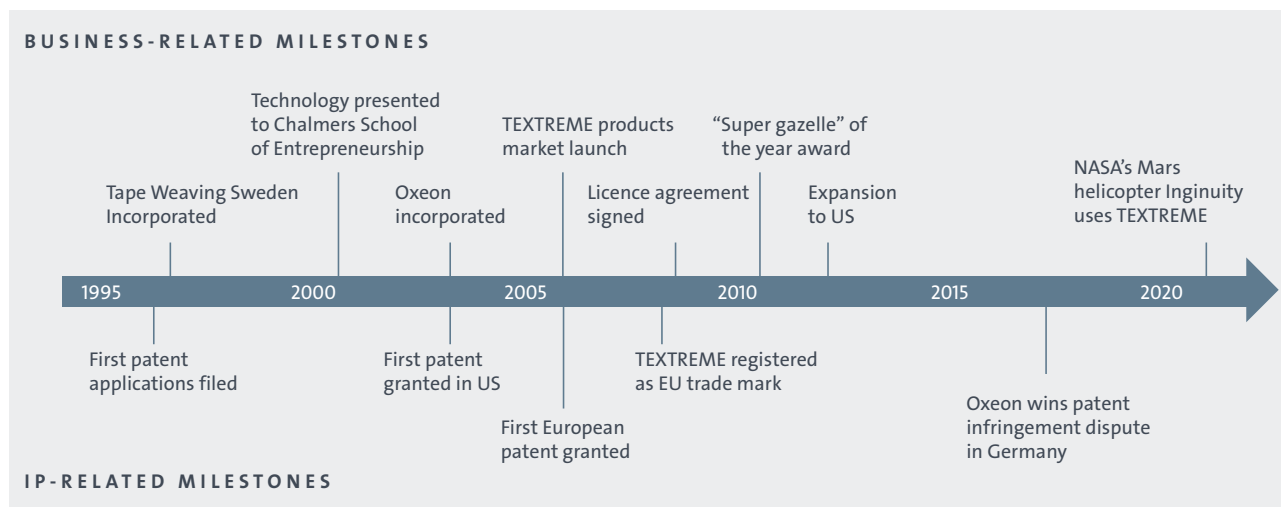 BUSINESS-RELATED MILESTONES
Technology presented
to Chalmers School
of Entrepreneurship
TEXTREME products
market launch
“Super gazelle” of
the year award
Tape Weaving Sweden
Incorporated
Oxeon
incorporated
Licence agreement
signed
Expansion
to US
NASA’s Mars
helicopter Inginuity
uses TEXTREME
1995 2000 2005 2010 2015 2020
First patent
applications filed
First patent
granted in US
First European
patent granted
TEXTREME registered
as EU trade mark
Oxeon wins patent
infringement dispute
in Germany
IP-RELATED MILESTONES